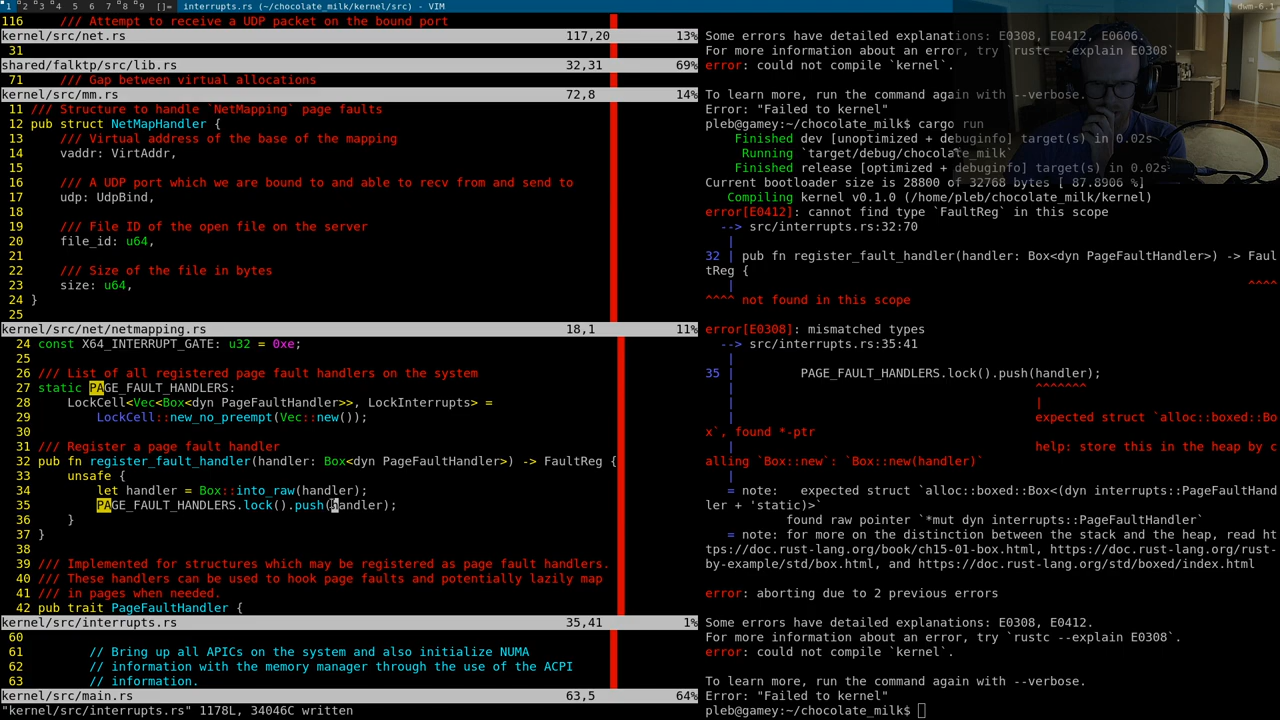 1 2 3 4 5 6 7 8 9 []= interrupts.rs (~/chocolate_milk/kernel/src) - VIM dwm-6.1
116     /// Attempt to receive a UDP packet on the bound port
kernel/src/net.rs 117,20 13%
31
shared/falktp/src/lib.rs 32,31 69%
71     /// Gap between virtual allocations
kernel/src/mm.rs 72,8 14%
11 /// Structure to handle `NetMapping` page faults
12 pub struct NetMapHandler {
13     /// Virtual address of the base of the mapping
14     vaddr: VirtAddr,
15
16     /// A UDP port which we are bound to and able to recv from and send to
17     udp: UdpBind,
18
19     /// File ID of the open file on the server
20     file_id: u64,
21
22     /// Size of the file in bytes
23     size: u64,
24 }
25
kernel/src/net/netmapping.rs 18,1 11%
24 const X64_INTERRUPT_GATE: u32 = 0xe;
25
26 /// List of all registered page fault handlers on the system
27 static PAGE_FAULT_HANDLERS:
28     LockCell<Vec<Box<dyn PageFaultHandler>>, LockInterrupts> =
29         LockCell::new_no_preempt(Vec::new());
30
31 /// Register a page fault handler
32 pub fn register_fault_handler(handler: Box<dyn PageFaultHandler>) -> FaultReg {
33     unsafe {
34         let handler = Box::into_raw(handler);
35         PAGE_FAULT_HANDLERS.lock().push(handler);
36     }
37 }
38
39 /// Implemented for structures which may be registered as page fault handlers.
40 /// These handlers can be used to hook page faults and potentially lazily map
41 /// in pages when needed.
42 pub trait PageFaultHandler {
kernel/src/interrupts.rs 35,41 1%
60
61         // Bring up all APICs on the system and also initialize NUMA
62         // information with the memory manager through the use of the ACPI
63         // information.
kernel/src/main.rs 63,5 64%
"kernel/src/interrupts.rs" 1178L, 34046C written
Some errors have detailed explanations: E0308, E0412, E0606.
For more information about an error, try `rustc --explain E0308`.
error: could not compile `kernel`.
To learn more, run the command again with --verbose.
Error: "Failed to kernel"
pleb@gamey:~/chocolate_milk$ cargo run
    Finished dev [unoptimized + debuginfo] target(s) in 0.02s
     Running `target/debug/chocolate_milk`
    Finished release [optimized + debuginfo] target(s) in 0.02s
Current bootloader size is 28800 of 32768 bytes [ 87.8906 %]
   Compiling kernel v0.1.0 (/home/pleb/chocolate_milk/kernel)
error[E0412]: cannot find type `FaultReg` in this scope
  --> src/interrupts.rs:32:70
   |
32 | pub fn register_fault_handler(handler: Box<dyn PageFaultHandler>) -> Faul
tReg {
   |                                                                      ^^^^
^^^^ not found in this scope
error[E0308]: mismatched types
  --> src/interrupts.rs:35:41
   |
35 |         PAGE_FAULT_HANDLERS.lock().push(handler);
   |                                         ^^^^^^^
   |                                         |
   |                                         expected struct `alloc::boxed::Bo
x`, found *-ptr
   |                                         help: store this in the heap by c
alling `Box::new`: `Box::new(handler)`
   |
   = note:   expected struct `alloc::boxed::Box<(dyn interrupts::PageFaultHand
ler + 'static)>`
           found raw pointer `*mut dyn interrupts::PageFaultHandler`
   = note: for more on the distinction between the stack and the heap, read ht
tps://doc.rust-lang.org/book/ch15-01-box.html, https://doc.rust-lang.org/rust-
by-example/std/box.html, and https://doc.rust-lang.org/std/boxed/index.html
error: aborting due to 2 previous errors
Some errors have detailed explanations: E0308, E0412.
For more information about an error, try `rustc --explain E0308`.
error: could not compile `kernel`.
To learn more, run the command again with --verbose.
Error: "Failed to kernel"
pleb@gamey:~/chocolate_milk$